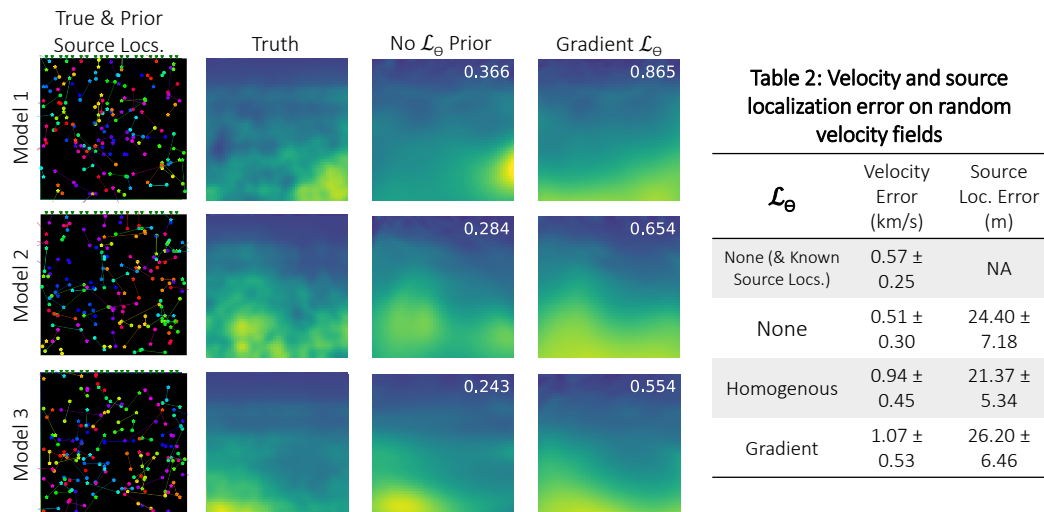 True & Prior
Source Locs.
Truth
No ℒ_Θ Prior
Gradient ℒ_Θ
Model 1
0.366
0.865
Model 2
0.284
0.654
Model 3
0.243
0.554
Table 2: Velocity and source
localization error on random
velocity fields
ℒ_Θ
Velocity
Error
(km/s)
Source
Loc. Error
(m)
None (& Known
Source Locs.)
0.57 ±
0.25
NA
None
0.51 ±
0.30
24.40 ±
7.18
Homogenous
0.94 ±
0.45
21.37 ±
5.34
Gradient
1.07 ±
0.53
26.20 ±
6.46